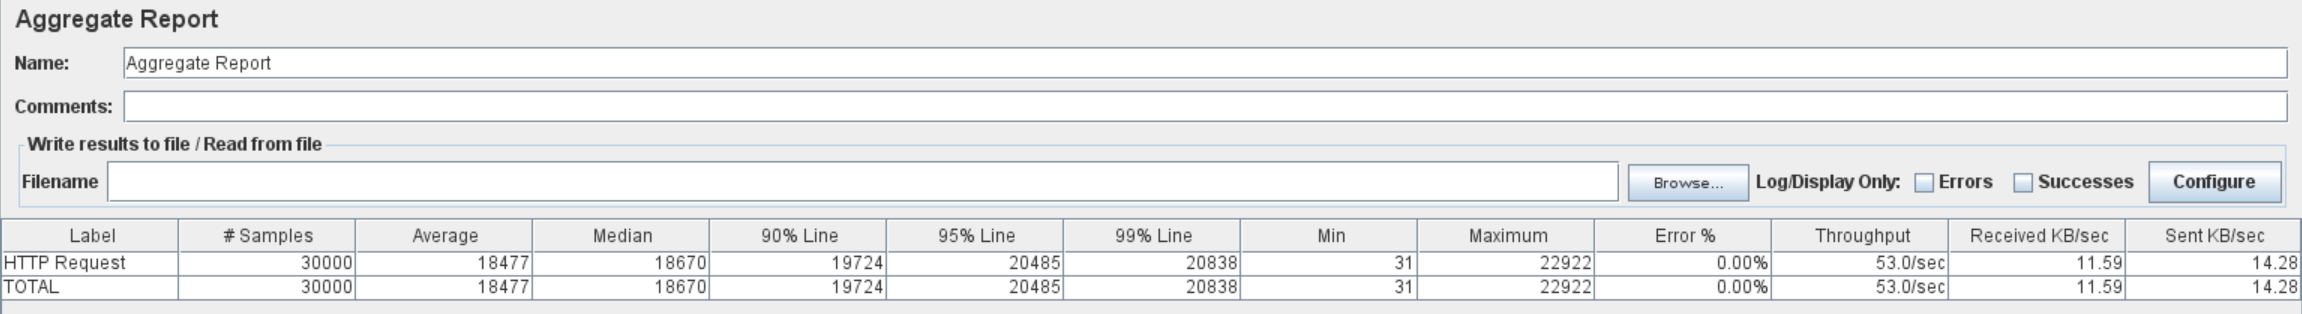 Aggregate Report
Name: Aggregate Report
Comments:
Write results to file / Read from file
Filename Browse... Log/Display Only: Errors Successes Configure
Label # Samples Average Median 90% Line 95% Line 99% Line Min Maximum Error % Throughput Received KB/sec Sent KB/sec
HTTP Request 30000 18477 18670 19724 20485 20838 31 22922 0.00% 53.0/sec 11.59 14.28
TOTAL 30000 18477 18670 19724 20485 20838 31 22922 0.00% 53.0/sec 11.59 14.28